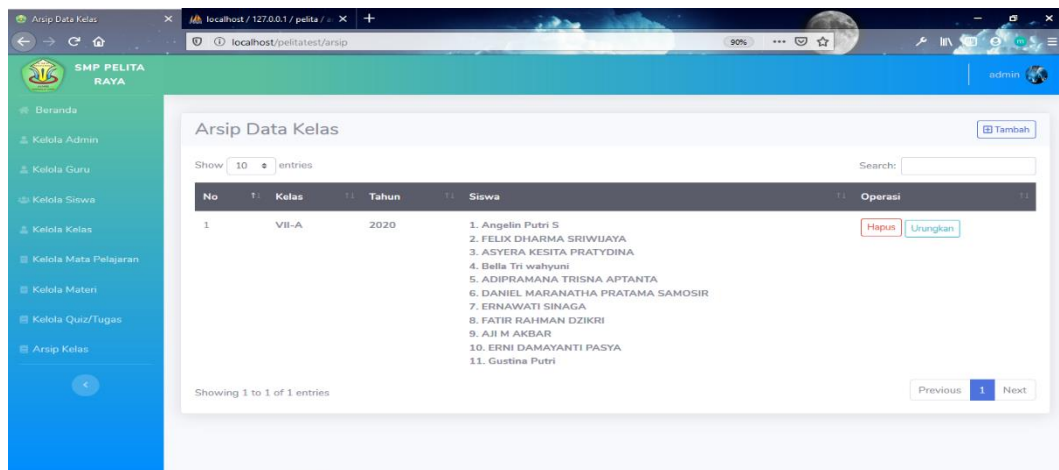 Arsip Data Kelas
localhost / 127.0.0.1 / pelita / a
localhost/pelitatest/arsip
90%
SMP PELITA
RAYA
admin
Beranda
Kelola Admin
Kelola Guru
Kelola Siswa
Kelola Kelas
Kelola Mata Pelajaran
Kelola Materi
Kelola Quiz/Tugas
Arsip Kelas
Arsip Data Kelas
Tambah
Show 10 entries
Search:
No Kelas Tahun Siswa Operasi
1 VII-A 2020 1. Angelin Putri S Hapus Urungkan
2. FELIX DHARMA SRIWIJAYA
3. ASYERA KESITA PRATYDINA
4. Bella Tri wahyuni
5. ADIPRAMANA TRISNA APTANTA
6. DANIEL MARANATHA PRATAMA SAMOSIR
7. ERNAWATI SINAGA
8. FATIR RAHMAN DZIKRI
9. AJI M AKBAR
10. ERNI DAMAYANTI PASYA
11. Gustina Putri
Showing 1 to 1 of 1 entries
Previous 1 Next